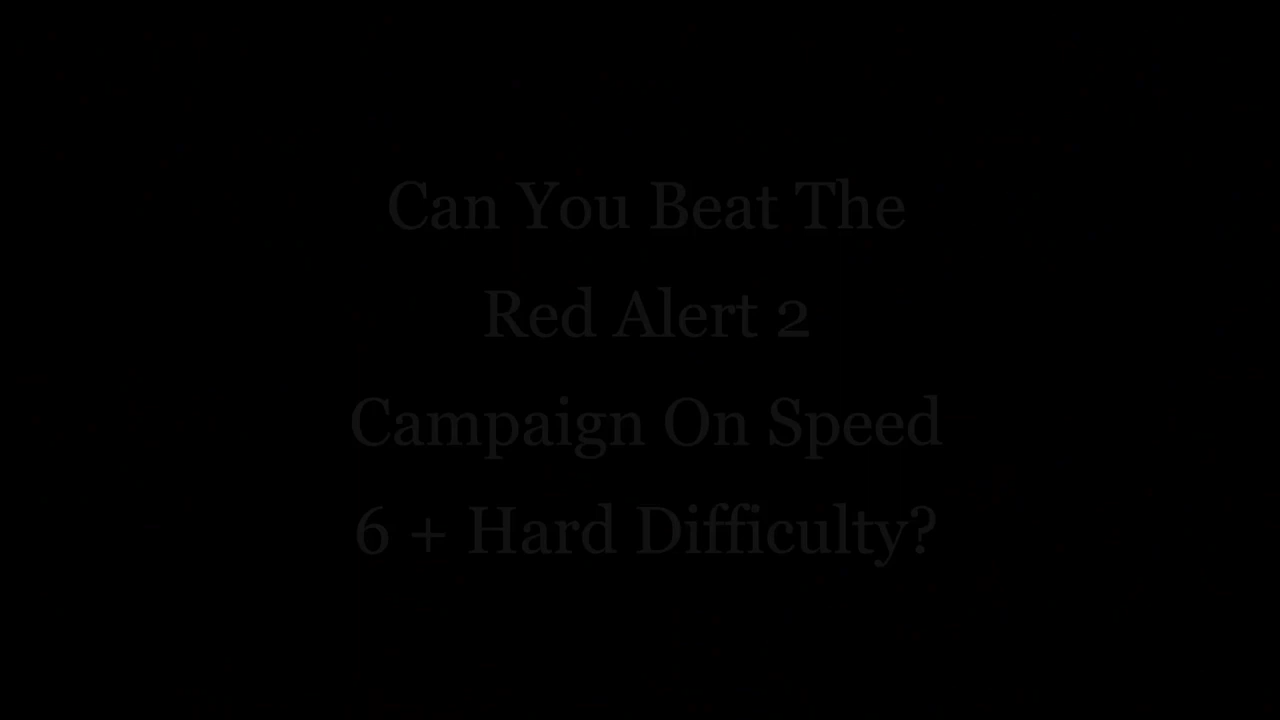 Can You Beat The
Red Alert 2
Campaign On Speed
6 + Hard Difficulty?